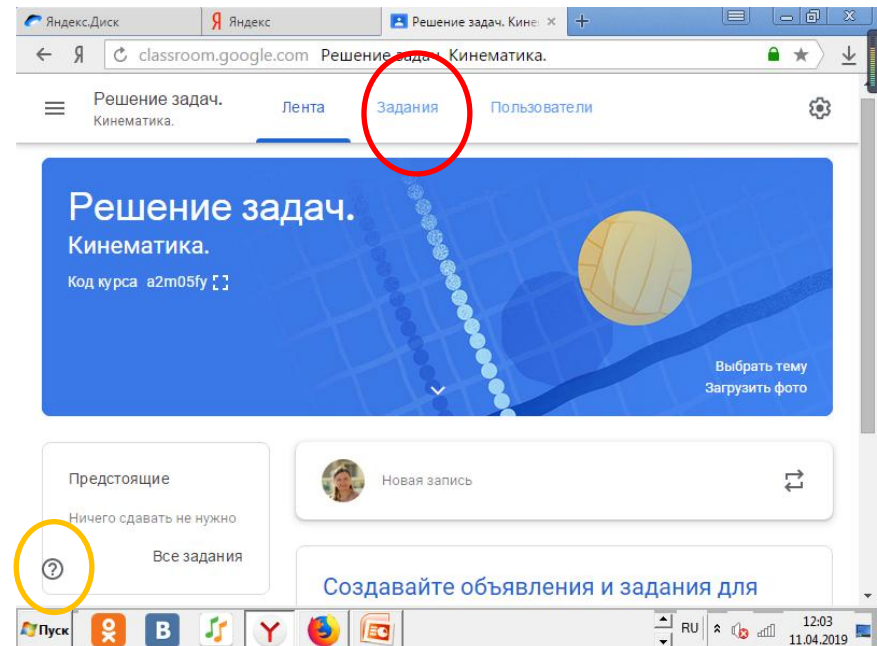 Яндекс.Диск
Я Яндекс
Решение задач. Кине
Я classroom.google.com Решение задач. Кинематика.
Решение задач.
Кинематика.
Лента Задания Пользователи
Решение задач.
Кинематика.
Код курса a2m05fy
Выбрать тему
Загрузить фото
Предстоящие
Ничего сдавать не нужно
Все задания
Новая запись
Создавайте объявления и задания для
Пуск
RU
12:03
11.04.2019